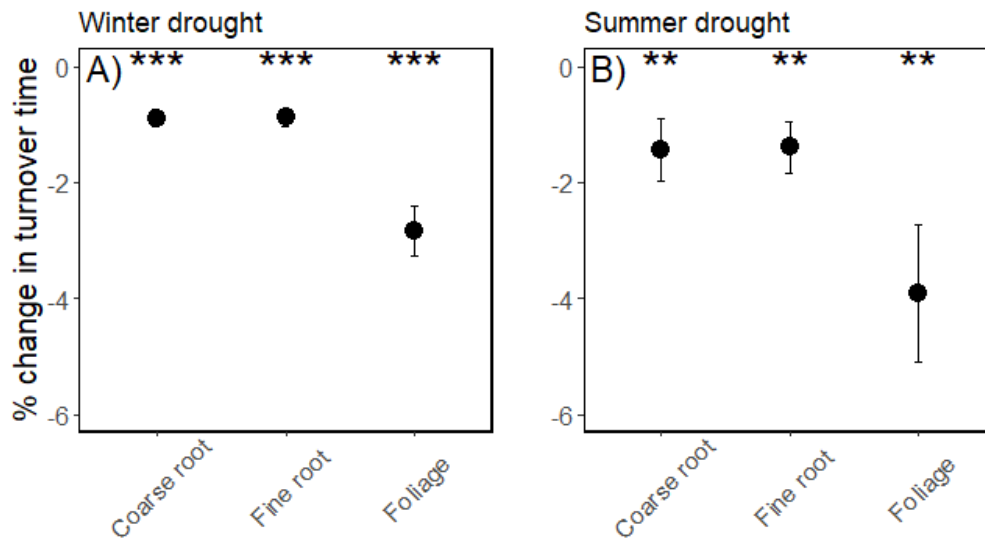 Winter drought
Summer drought
% change in turnover time
A) *** *** ***
B) ** ** **
0
-2
-4
-6
0
-2
-4
-6
Coarse root
Fine root
Foliage
Coarse root
Fine root
Foliage